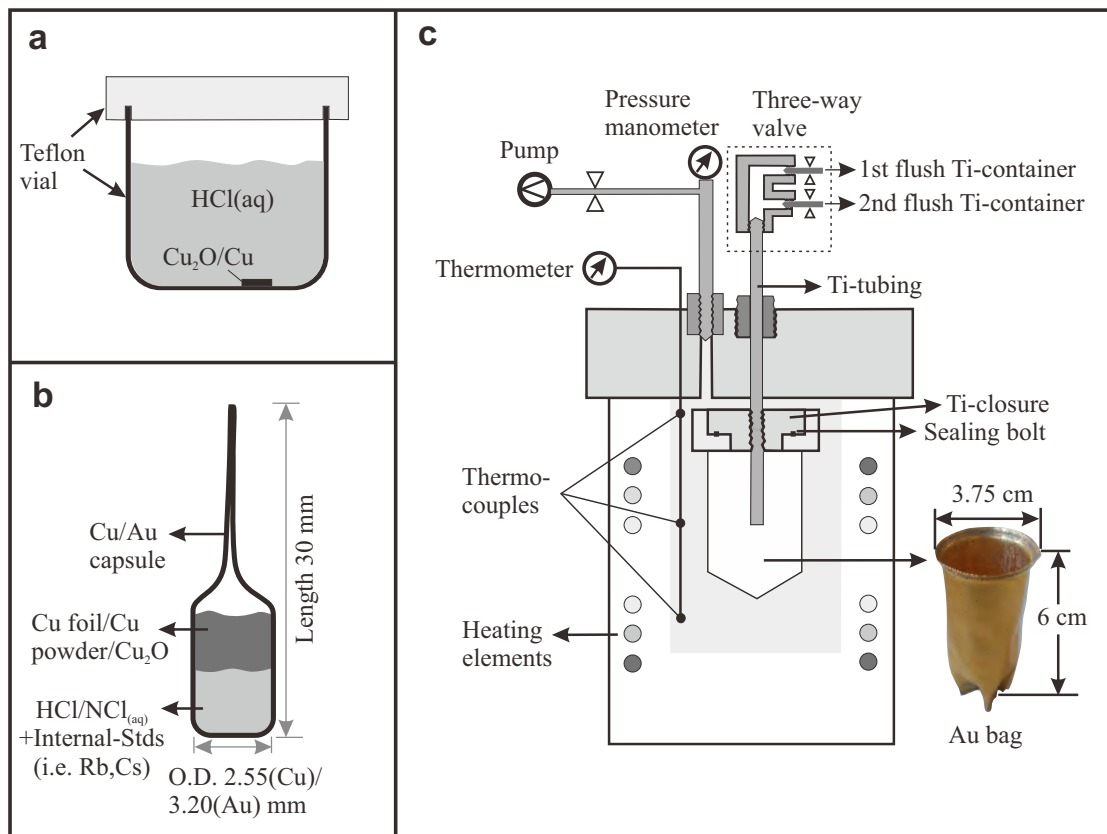 a
Teflon
vial
HCl(aq)
Cu₂O/Cu
b
Cu/Au
capsule
Length 30 mm
Cu foil/Cu
powder/Cu₂O
HCl/NCl(aq)
+Internal-Stds
(i.e. Rb,Cs)
O.D. 2.55(Cu)/
3.20(Au) mm
c
Pressure
manometer
Three-way
valve
Pump
1st flush Ti-container
2nd flush Ti-container
Thermometer
Ti-tubing
Ti-closure
Sealing bolt
Thermo-
couples
3.75 cm
6 cm
Heating
elements
Au bag